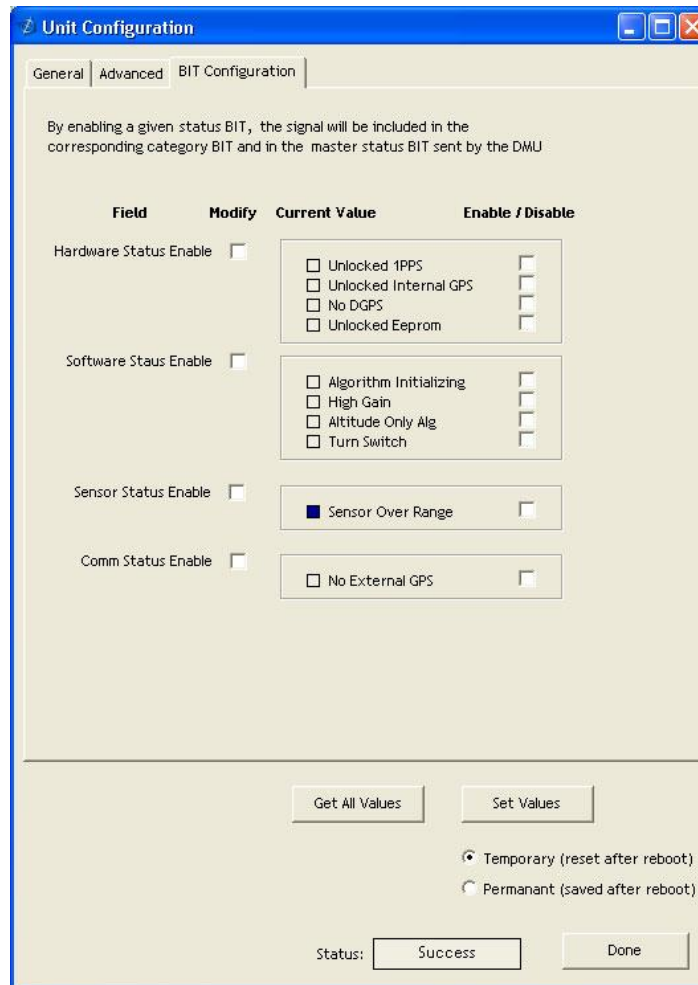 Unit Configuration
General Advanced BIT Configuration
By enabling a given status BIT, the signal will be included in the
corresponding category BIT and in the master status BIT sent by the DMU
Field Modify Current Value Enable / Disable
Hardware Status Enable
Unlocked 1PPS
Unlocked Internal GPS
No DGPS
Unlocked Eeprom
Software Staus Enable
Algorithm Initializing
High Gain
Altitude Only Alg
Turn Switch
Sensor Status Enable
Sensor Over Range
Comm Status Enable
No External GPS
Get All Values Set Values
Temporary (reset after reboot)
Permanant (saved after reboot)
Status: Success Done